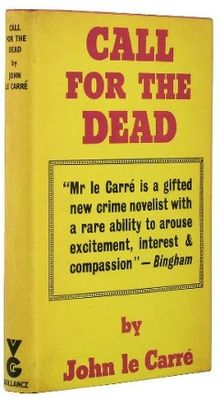 CALL
FOR THE
DEAD
by
JOHN
LE CARRÉ
VG
GOLLANCZ
CALL
FOR THE
DEAD
"Mr le Carré is a gifted
new crime novelist with
a rare ability to arouse
excitement, interest &
compassion"—Bingham
by
John le Carré